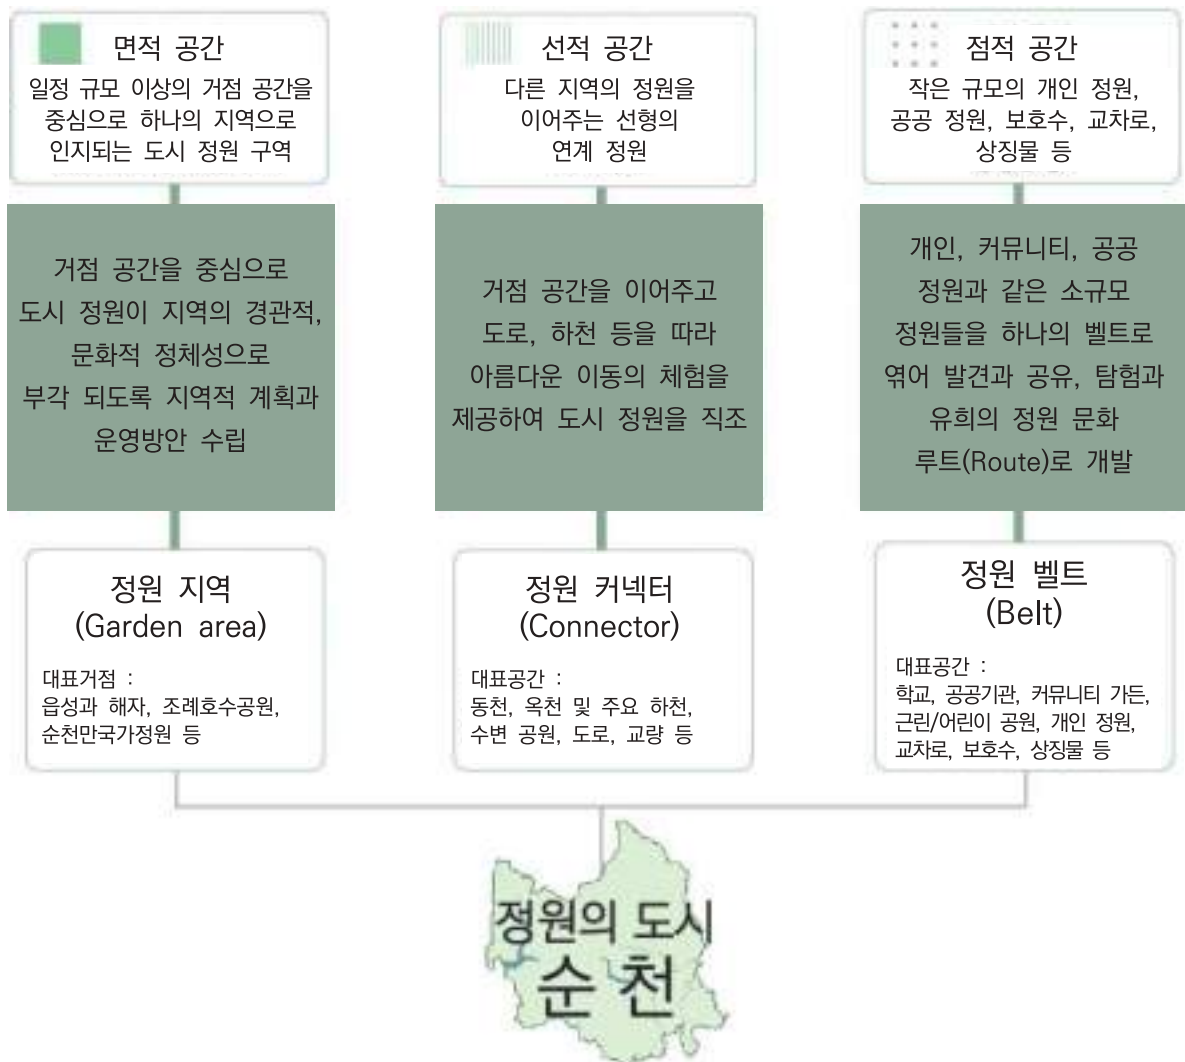 면적 공간
일정 규모 이상의 거점 공간을
중심으로 하나의 지역으로
인지되는 도시 정원 구역
선적 공간
다른 지역의 정원을
이어주는 선형의
연계 정원
점적 공간
작은 규모의 개인 정원,
공공 정원, 보호수, 교차로,
상징물 등
거점 공간을 중심으로
도시 정원이 지역의 경관적,
문화적 정체성으로
부각 되도록 지역적 계획과
운영방안 수립
거점 공간을 이어주고
도로, 하천 등을 따라
아름다운 이동의 체험을
제공하여 도시 정원을 직조
개인, 커뮤니티, 공공
정원과 같은 소규모
정원들을 하나의 벨트로
엮어 발견과 공유, 탐험과
유희의 정원 문화
루트(Route)로 개발
정원 지역
(Garden area)
대표거점 :
읍성과 해자, 조례호수공원,
순천만국가정원 등
정원 커넥터
(Connector)
대표공간 :
동천, 옥천 및 주요 하천,
수변 공원, 도로, 교량 등
정원 벨트
(Belt)
대표공간 :
학교, 공공기관, 커뮤니티 가든,
근린/어린이 공원, 개인 정원,
교차로, 보호수, 상징물 등
정원의 도시
순천